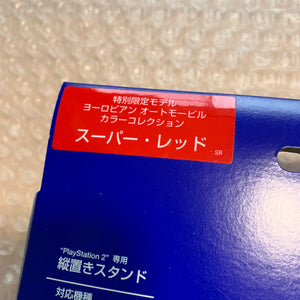 特別限定モデル
ヨーロピアン オートモービル
カラーコレクション
スーパー・レッド
SR
"PlayStation 2" 専用
縦置きスタンド
対応機種